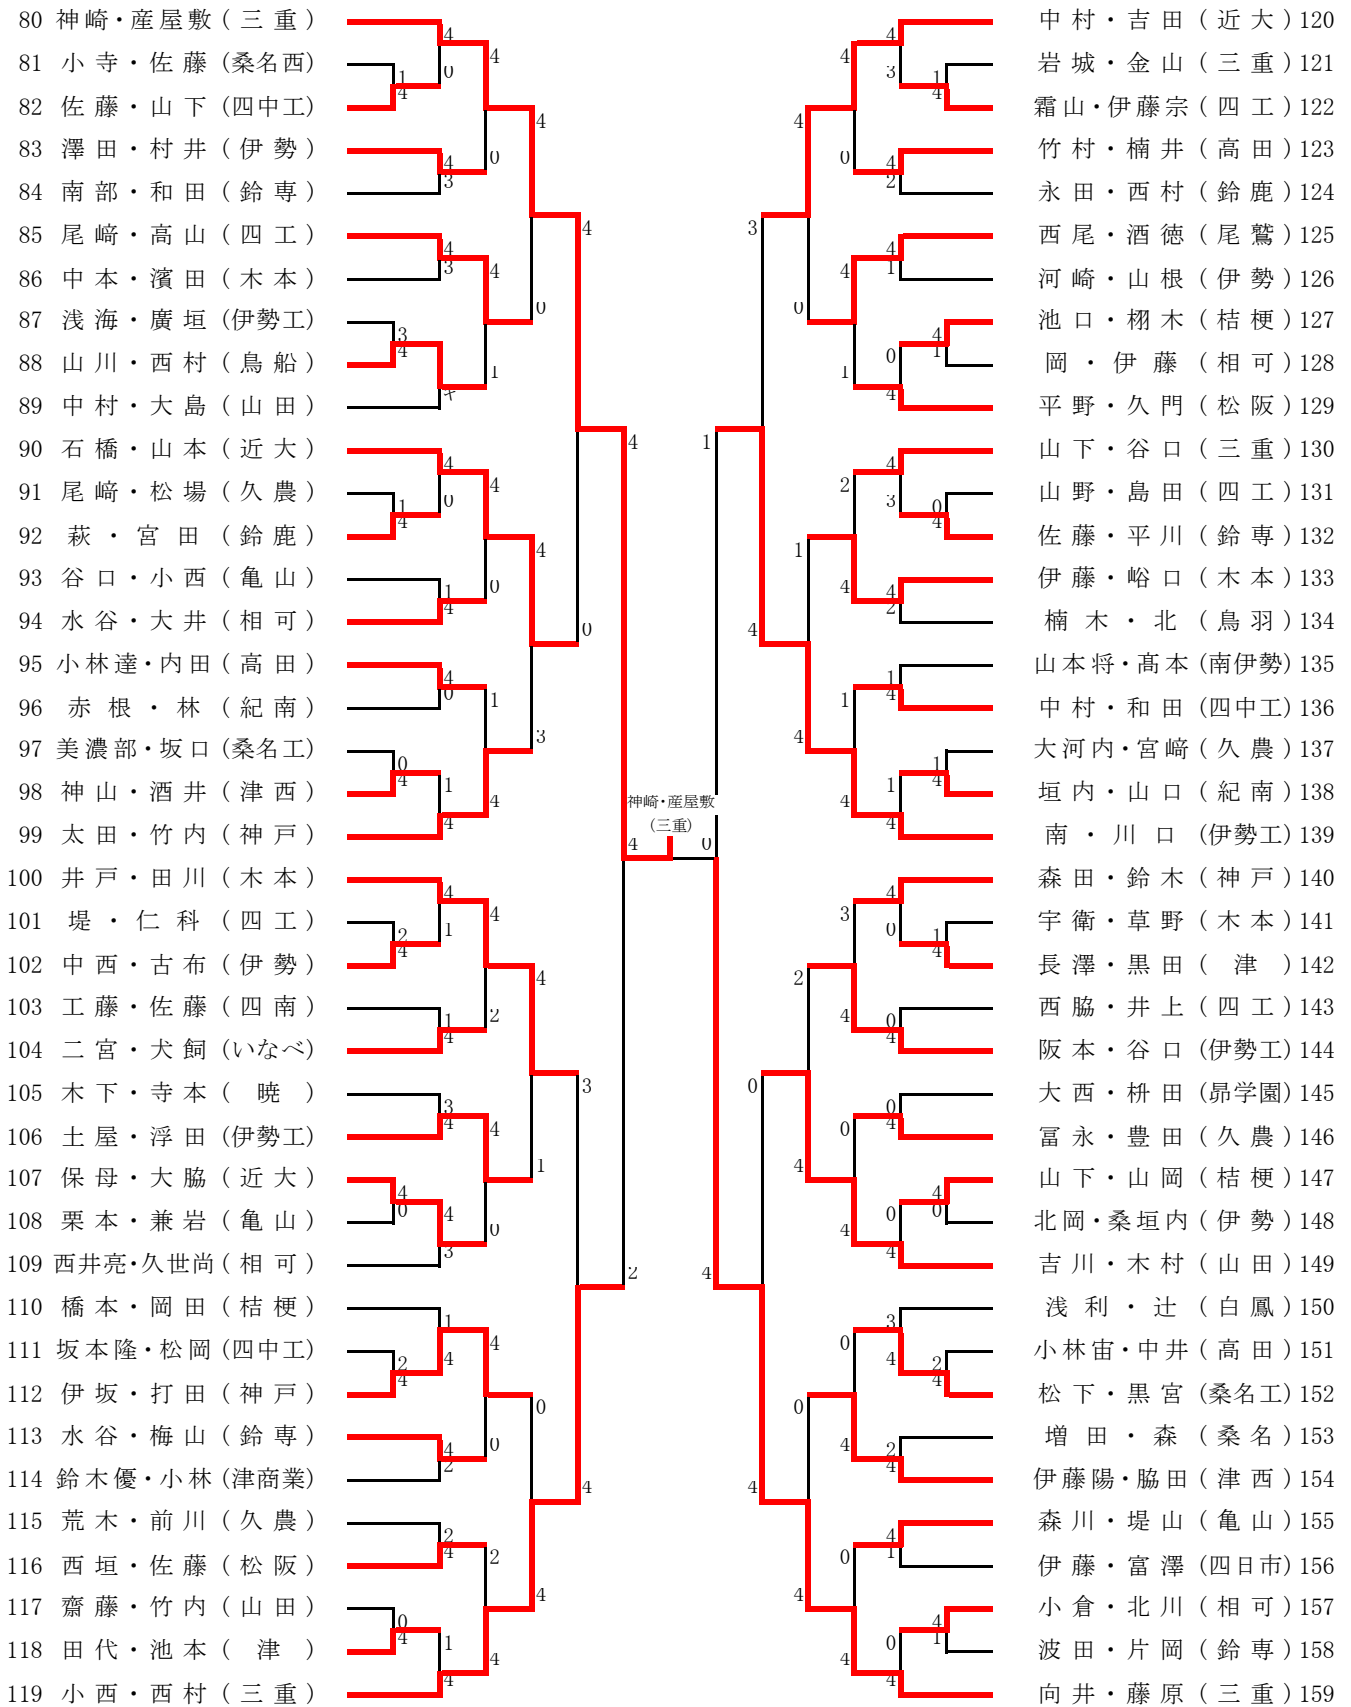 80 神崎・産屋敷 (三重)
81 小寺・佐藤 (桑名西)
82 佐藤・山下 (四中工)
83 澤田・村井 (伊勢)
84 南部・和田 (鈴専)
85 尾﨑・高山 (四工)
86 中本・濱田 (木本)
87 浅海・廣垣 (伊勢工)
88 山川・西村 (鳥船)
89 中村・大島 (山田)
90 石橋・山本 (近大)
91 尾﨑・松場 (久農)
92 萩・宮田 (鈴鹿)
93 谷口・小西 (亀山)
94 水谷・大井 (相可)
95 小林達・内田 (高田)
96 赤根・林 (紀南)
97 美濃部・坂口 (桑名工)
98 神山・酒井 (津西)
99 太田・竹内 (神戸)
100 井戸・田川 (木本)
101 堤・仁科 (四工)
102 中西・古布 (伊勢)
103 工藤・佐藤 (四南)
104 二宮・犬飼 (いなべ)
105 木下・寺本 (暁)
106 土屋・浮田 (伊勢工)
107 保母・大脇 (近大)
108 栗本・兼岩 (亀山)
109 西井亮・久世尚 (相可)
110 橋本・岡田 (桔梗)
111 坂本隆・松岡 (四中工)
112 伊坂・打田 (神戸)
113 水谷・梅山 (鈴専)
114 鈴木優・小林 (津商業)
115 荒木・前川 (久農)
116 西垣・佐藤 (松阪)
117 齋藤・竹内 (山田)
118 田代・池本 (津)
119 小西・西村 (三重)
神崎・産屋敷
(三重)
4 0
中村・吉田 (近大) 120
岩城・金山 (三重) 121
霜山・伊藤宗 (四工) 122
竹村・楠井 (高田) 123
永田・西村 (鈴鹿) 124
西尾・酒徳 (尾鷲) 125
河崎・山根 (伊勢) 126
池口・栩木 (桔梗) 127
岡・伊藤 (相可) 128
平野・久門 (松阪) 129
山下・谷口 (三重) 130
山野・島田 (四工) 131
佐藤・平川 (鈴専) 132
伊藤・峪口 (木本) 133
楠木・北 (鳥羽) 134
山本将・髙本 (南伊勢) 135
中村・和田 (四中工) 136
大河内・宮﨑 (久農) 137
垣内・山口 (紀南) 138
南・川口 (伊勢工) 139
森田・鈴木 (神戸) 140
宇衛・草野 (木本) 141
長澤・黒田 (津) 142
西脇・井上 (四工) 143
阪本・谷口 (伊勢工) 144
大西・枡田 (昴学園) 145
冨永・豊田 (久農) 146
山下・山岡 (桔梗) 147
北岡・桑垣内 (伊勢) 148
吉川・木村 (山田) 149
浅利・辻 (白鳳) 150
小林宙・中井 (高田) 151
松下・黒宮 (桑名工) 152
増田・森 (桑名) 153
伊藤陽・脇田 (津西) 154
森川・堤山 (亀山) 155
伊藤・富澤 (四日市) 156
小倉・北川 (相可) 157
波田・片岡 (鈴専) 158
向井・藤原 (三重) 159